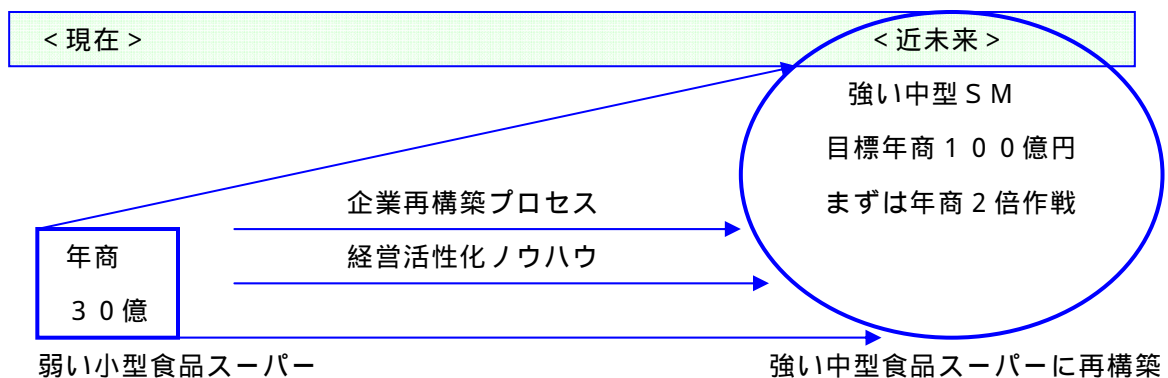 <現在>
<近未来>
強い中型SM
目標年商100億円
企業再構築プロセス
まずは年商2倍作戦
年商
経営活性化ノウハウ
30億
弱い小型食品スーパー
強い中型食品スーパーに再構築